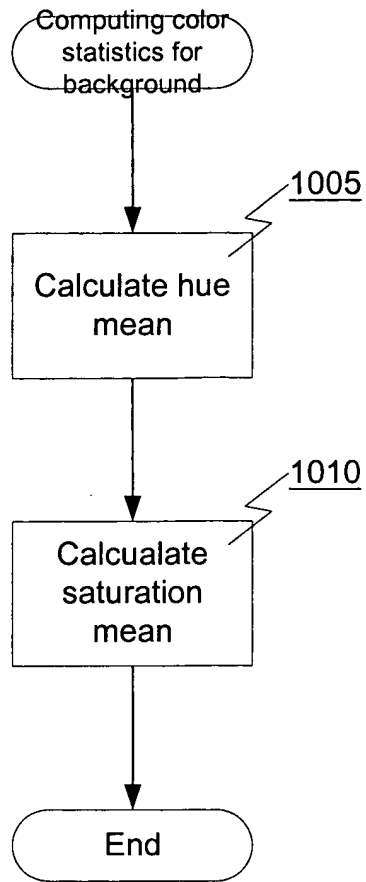 Computing color
statistics for
background
1005
Calculate hue
mean
1010
Calcualate
saturation
mean
End